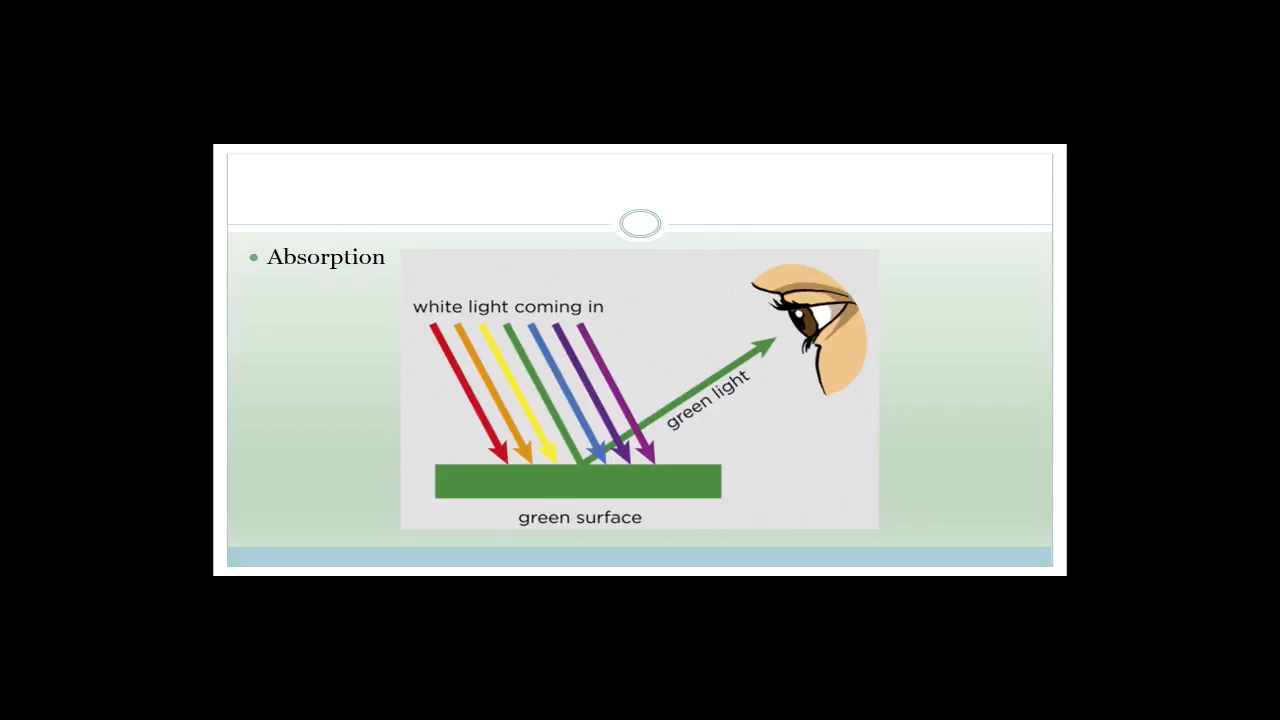 Absorption
white light coming in
green light
green surface